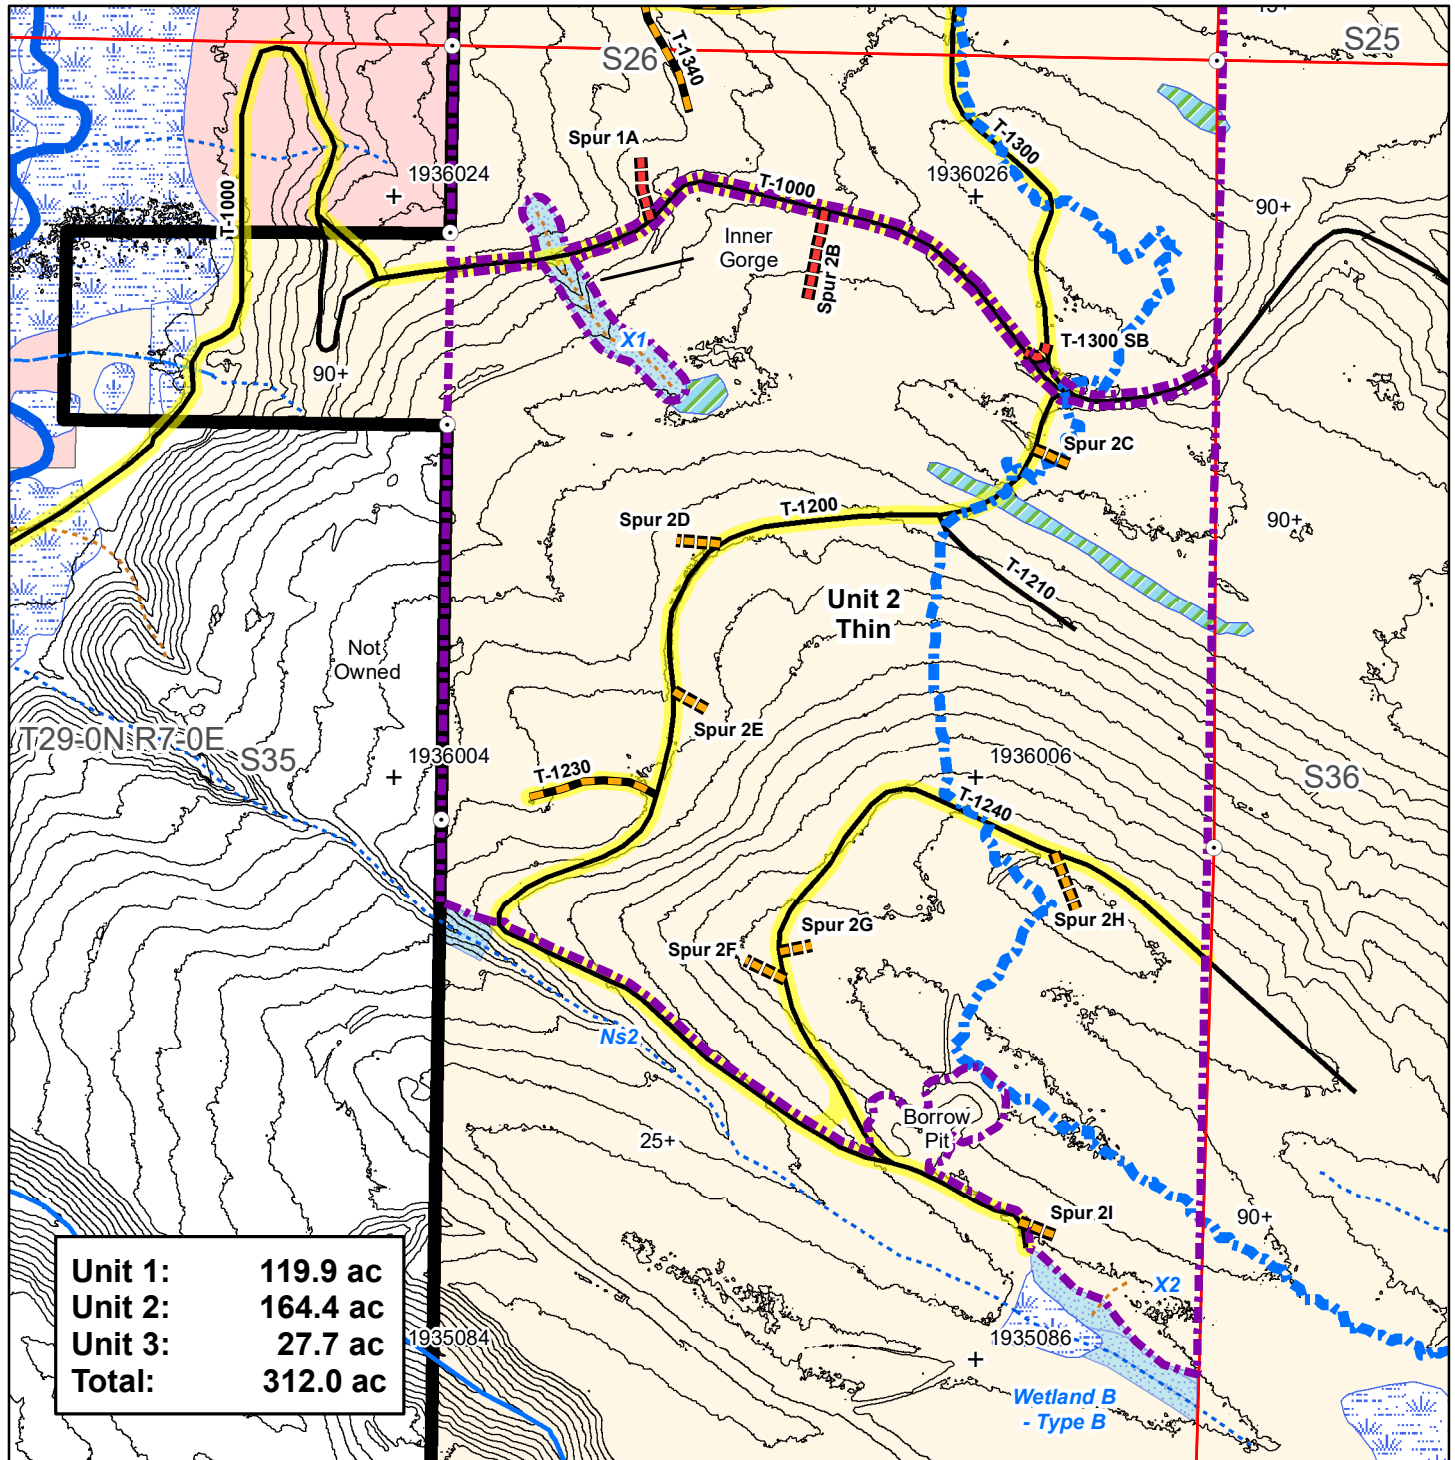 S26
S25
T-1340
Spur 1A
T-1300
T-1000
1936024
T-1000
1936026
90+
Inner
Gorge
Spur 2B
X1
T-1300 SB
90+
Spur 2C
T-1200
Spur 2D
90+
T-1210
Unit 2
Thin
Not
Owned
Spur 2E
T29-0N R7-0E
S35
1936004
1936006
T-1230
S36
T-1240
Spur 2G
Spur 2H
Spur 2F
Ns2
Borrow
Pit
25+
Spur 2I
90+
X2
Unit 1: 119.9 ac
Unit 2: 164.4 ac
Unit 3: 27.7 ac
Total: 312.0 ac
1935084
1935086
Wetland B
- Type B